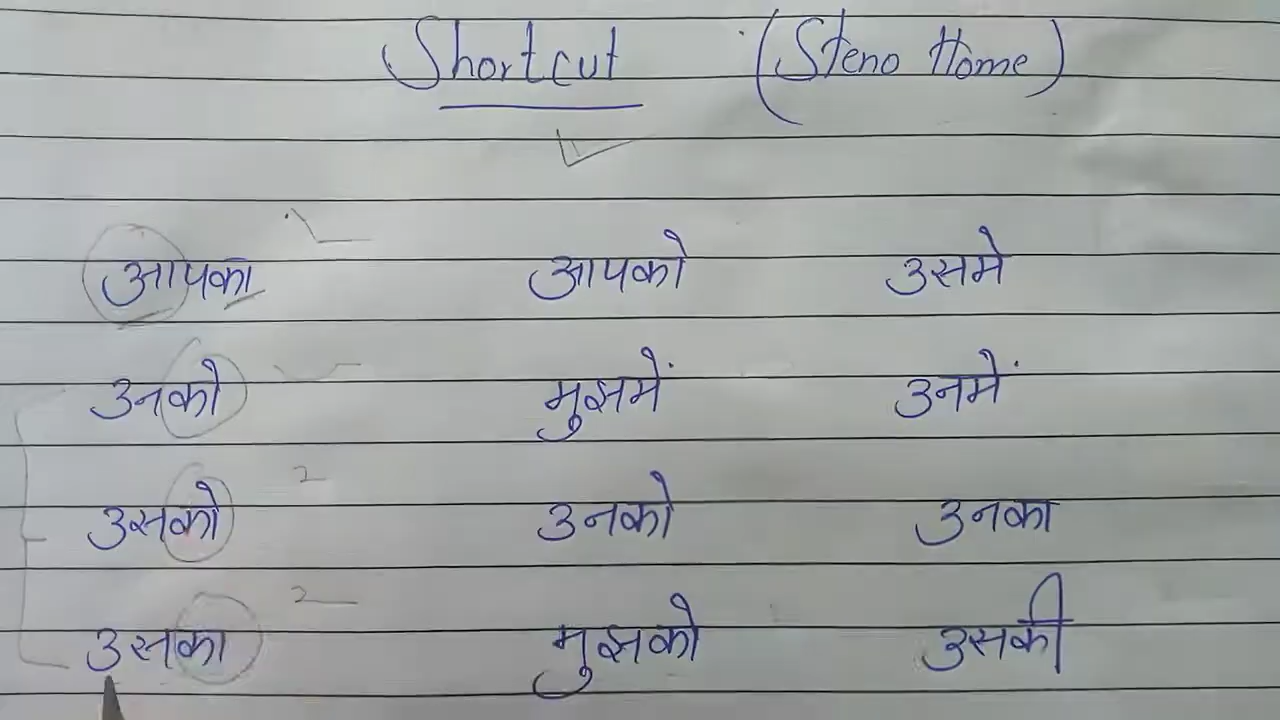 Shortcut (Steno Home)
आपका आपको उसमे
उनको मुझमें उनमें
उसको उनको उनका
उसका मुझको उसकी